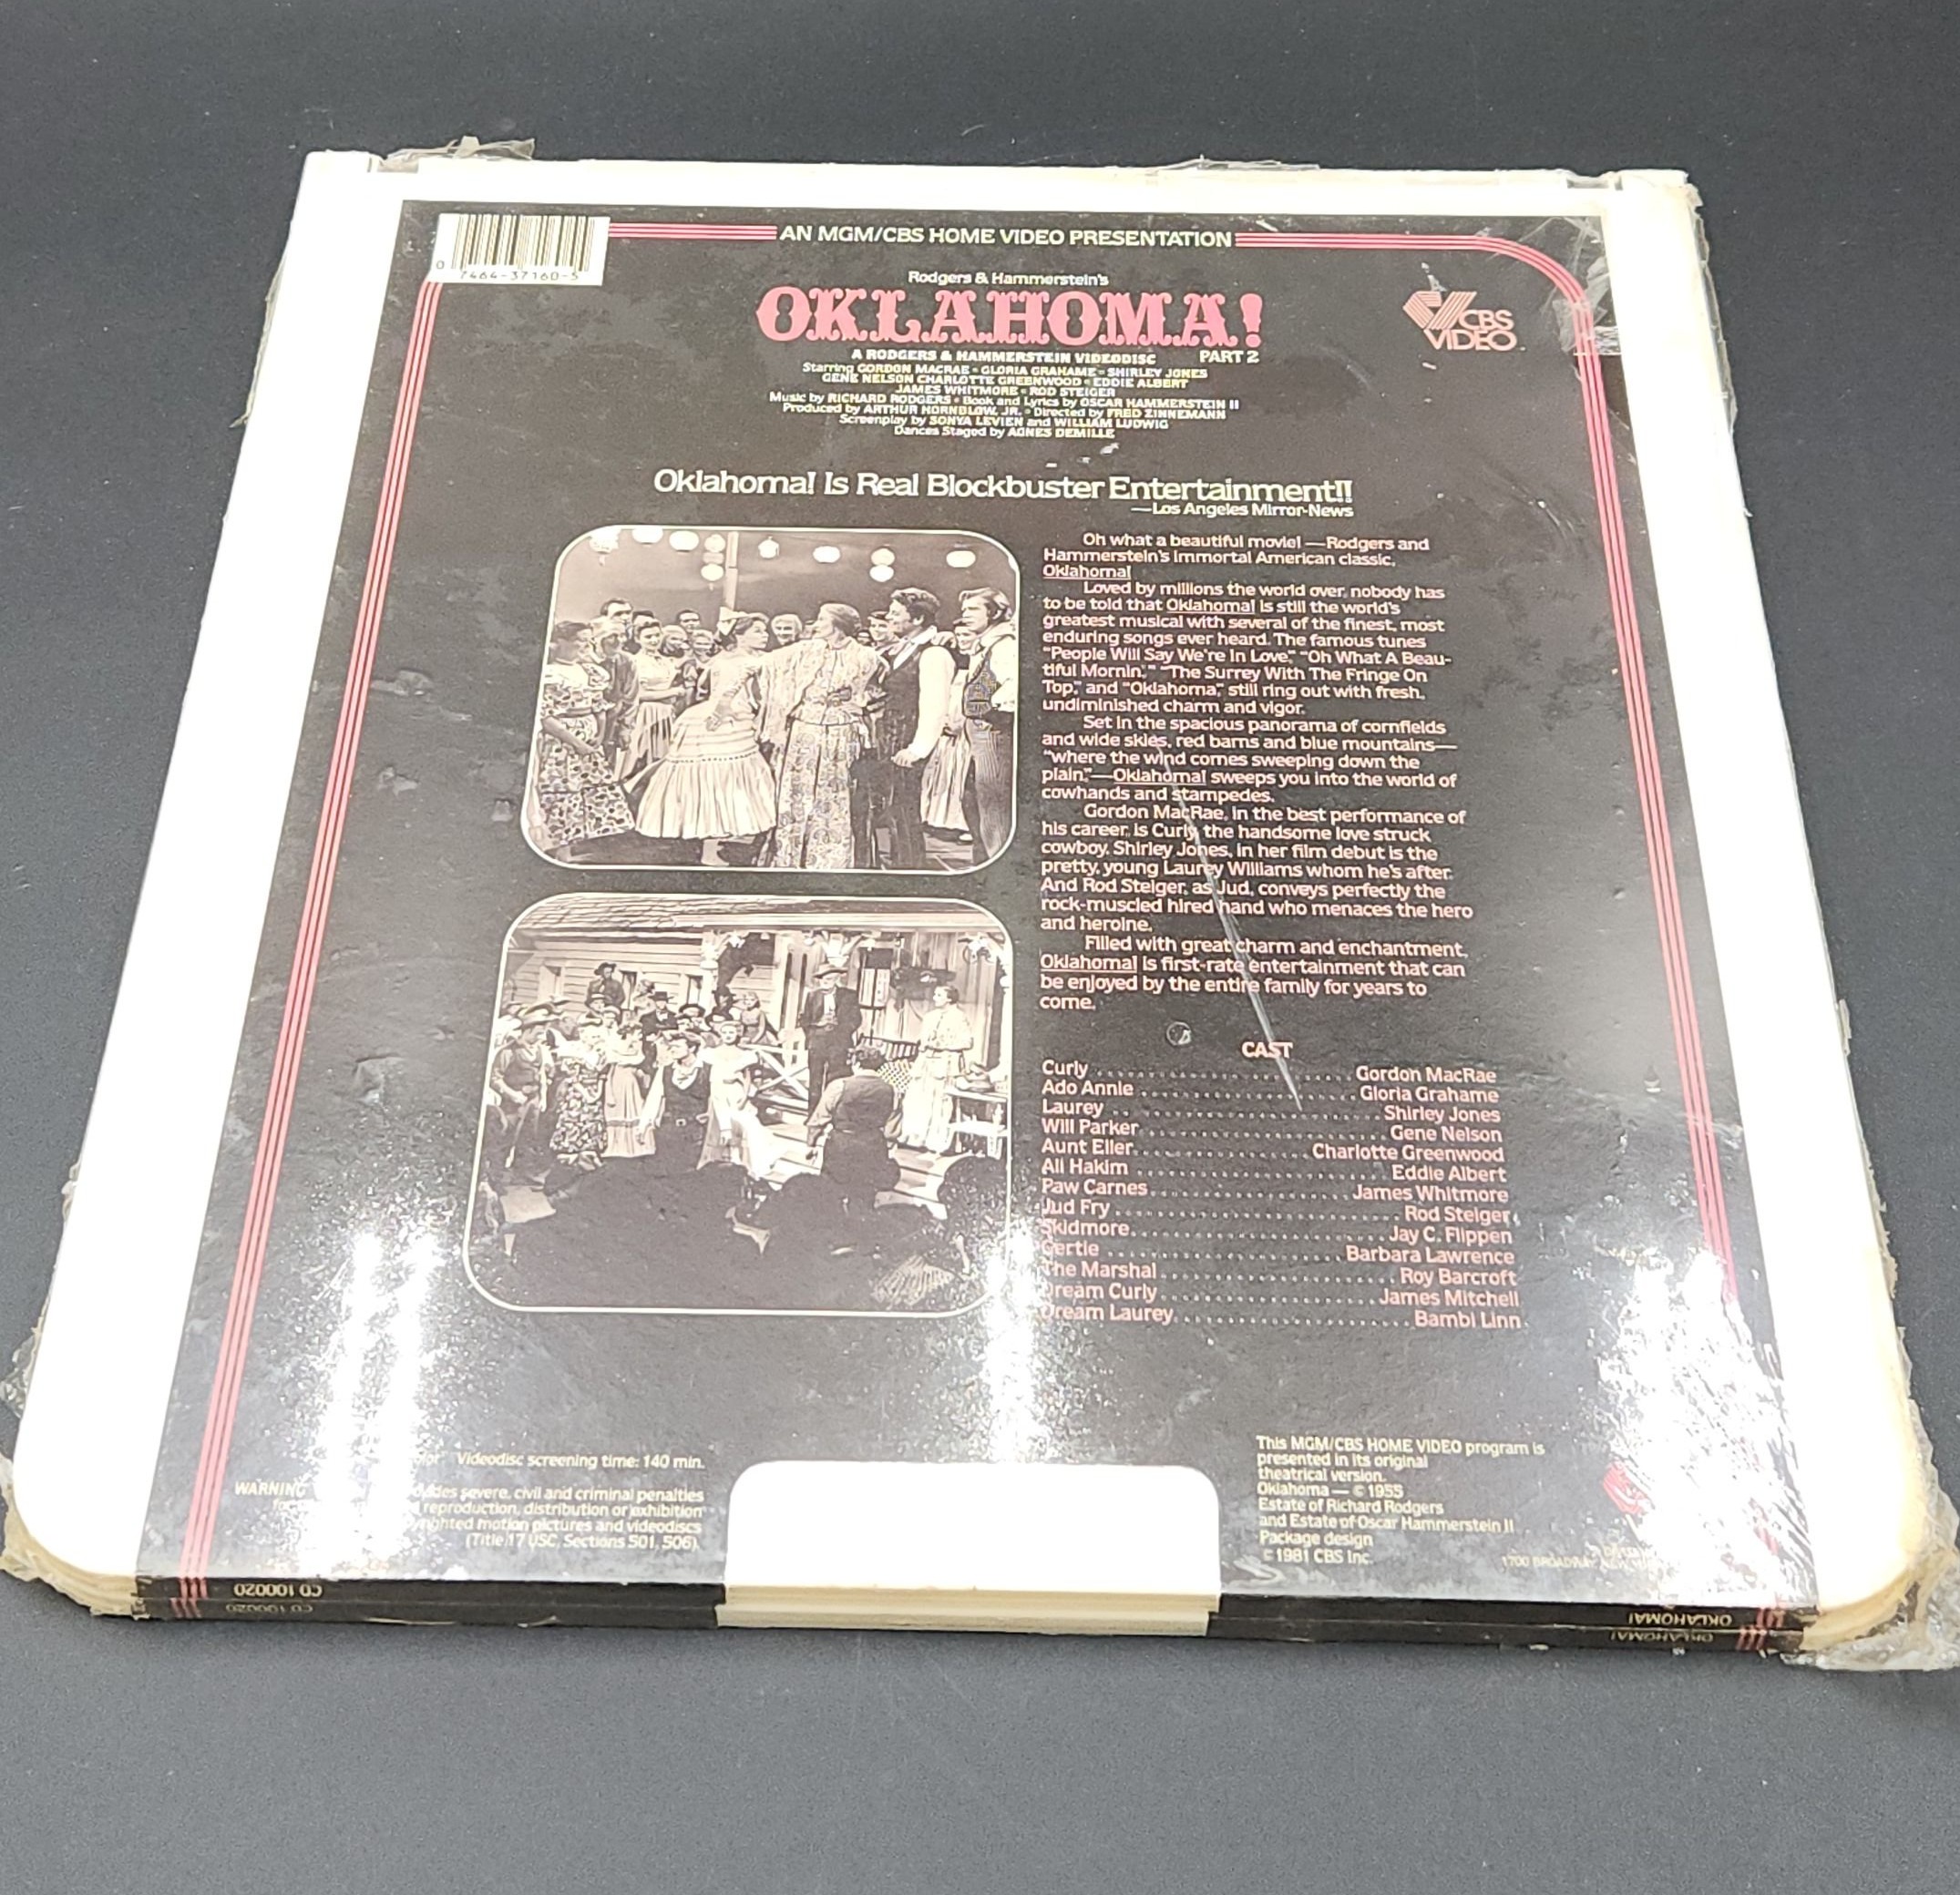 0 7464-37160-5
AN MGM/CBS HOME VIDEO PRESENTATION
Rodgers & Hammerstein's
OKLAHOMA!
A RODGERS & HAMMERSTEIN VIDEODISC PART 2
CBS
VIDEO
Starring GORDON MACRAE • GLORIA GRAHAME • SHIRLEY JONES
GENE NELSON CHARLOTTE GREENWOOD • EDDIE ALBERT
JAMES WHITMORE • ROD STEIGER
Music by RICHARD RODGERS • Book and Lyrics by OSCAR HAMMERSTEIN II
Produced by ARTHUR HORNBLOW, JR. • Directed by FRED ZINNEMANN
Screenplay by SONYA LEVIEN and WILLIAM LUDWIG
Dances Staged by AGNES DEMILLE
Oklahoma! Is Real Blockbuster Entertainment!!
—Los Angeles Mirror-News
Oh what a beautiful movie! —Rodgers and
Hammerstein's immortal American classic,
Oklahoma!
Loved by millions the world over, nobody has
to be told that Oklahoma! is still the world's
greatest musical with several of the finest, most
enduring songs ever heard. The famous tunes
"People Will Say We're In Love," "Oh What A Beau-
tiful Mornin'," "The Surrey With The Fringe On
Top," and "Oklahoma," still ring out with fresh,
undiminished charm and vigor.
Set in the spacious panorama of cornfields
and wide skies, red barns and blue mountains—
"where the wind comes sweeping down the
plain,"—Oklahoma! sweeps you into the world of
cowhands and stampedes.
Gordon MacRae, in the best performance of
his career, is Curly, the handsome love struck
cowboy. Shirley Jones, in her film debut is the
pretty, young Laurey Williams whom he's after.
And Rod Steiger, as Jud, conveys perfectly the
rock-muscled hired hand who menaces the hero
and heroine.
Filled with great charm and enchantment,
Oklahoma! is first-rate entertainment that can
be enjoyed by the entire family for years to
come.
CAST
Curly Gordon MacRae
Ado Annie Gloria Grahame
Laurey Shirley Jones
Will Parker Gene Nelson
Aunt Eller Charlotte Greenwood
Ali Hakim Eddie Albert
Paw Carnes James Whitmore
Jud Fry Rod Steiger
Skidmore Jay C. Flippen
Gertie Barbara Lawrence
The Marshal Roy Barcroft
Dream Curly James Mitchell
Dream Laurey Bambi Linn
Videodisc screening time: 140 min.
WARNING severe, civil and criminal penalties
reproduction, distribution or exhibition
motion pictures and videodiscs
(Title 17 USC, Sections 501, 506).
This MGM/CBS HOME VIDEO program is
presented in its original
theatrical version.
Oklahoma — © 1955
Estate of Richard Rodgers
and Estate of Oscar Hammerstein II
Package design
© 1981 CBS Inc.
1700 BROADWAY
CD 100020
OKLAHOMA!
CD 100020
OKLAHOMA!